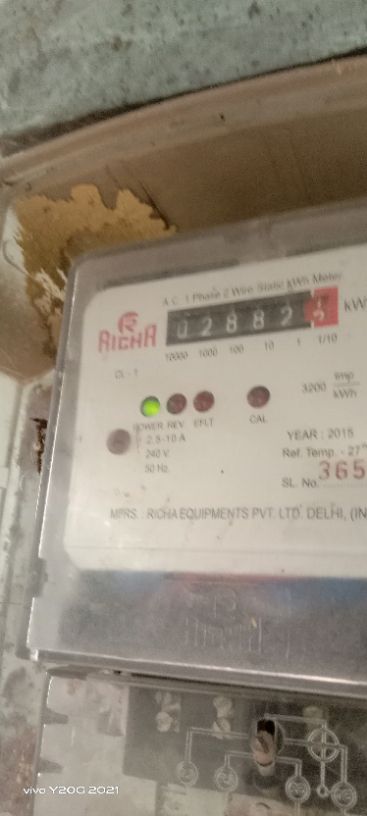 A.C. 1 Phase 2 Wire Static kWh Meter
RICHA
02882
kW
10000 1000 100 10 1 1/10
CL - 1
3200 imp/kWh
POWER REV. EFLT CAL
2.5-10 A
240 V.
50 Hz.
YEAR : 2015
Ref. Temp. - 27°
SL. No. 365
MFRS. : RICHA EQUIPMENTS PVT. LTD. DELHI, (IN
vivo Y20G 2021